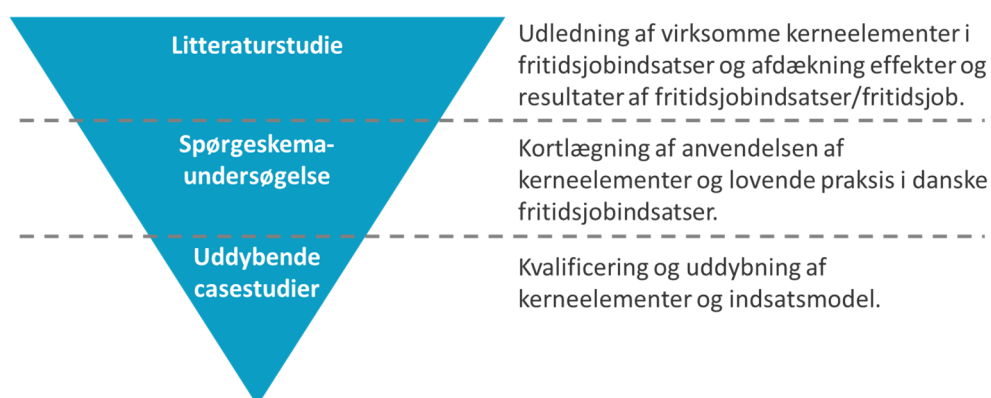 Litteraturstudie
Udledning af virksomme kerneelementer i
fritidsjobindsatser og afdækning effekter og
resultater af fritidsjobindsatser/fritidsjob.
Spørgeskema-
undersøgelse
Kortlægning af anvendelsen af
kerneelementer og lovende praksis i danske
fritidsjobindsatser.
Uddybende
casestudier
Kvalificering og uddybning af
kerneelementer og indsatsmodel.